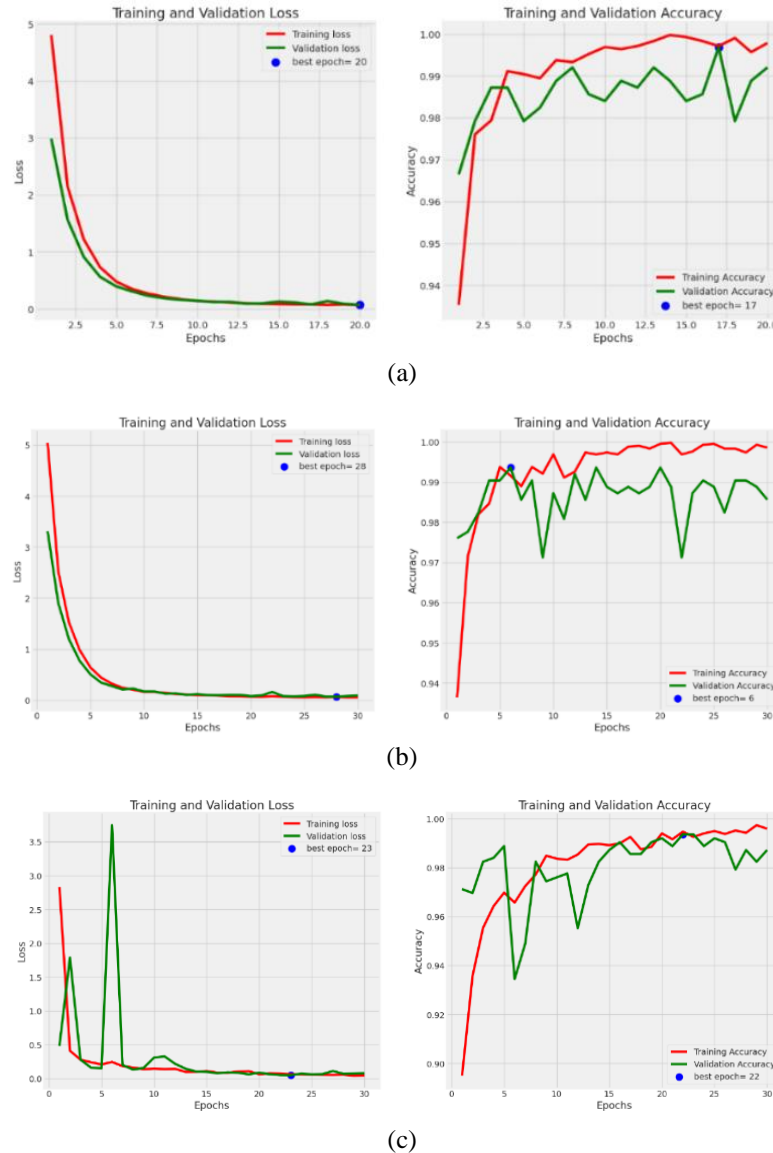 Training and Validation Loss
5
4
3
2
1
0
Loss
2.5
5.0
7.5
10.0
12.5
15.0
17.5
20.0
Epochs
Training loss
Validation loss
best epoch= 20
Training and Validation Accuracy
1.00
0.99
0.98
0.97
0.96
0.95
0.94
Accuracy
2.5
5.0
7.5
10.0
12.5
15.0
17.5
20.0
Epochs
Training Accuracy
Validation Accuracy
best epoch= 17
(a)
Training and Validation Loss
5
4
3
2
1
0
Loss
0
5
10
15
20
25
30
Epochs
Training loss
Validation loss
best epoch= 28
Training and Validation Accuracy
1.00
0.99
0.98
0.97
0.96
0.95
0.94
Accuracy
0
5
10
15
20
25
30
Epochs
Training Accuracy
Validation Accuracy
best epoch= 6
(b)
Training and Validation Loss
3.5
3.0
2.5
2.0
1.5
1.0
0.5
0.0
Loss
0
5
10
15
20
25
30
Epochs
Training loss
Validation loss
best epoch= 23
Training and Validation Accuracy
1.00
0.98
0.96
0.94
0.92
0.90
Accuracy
0
5
10
15
20
25
30
Epochs
Training Accuracy
Validation Accuracy
best epoch= 22
(c)